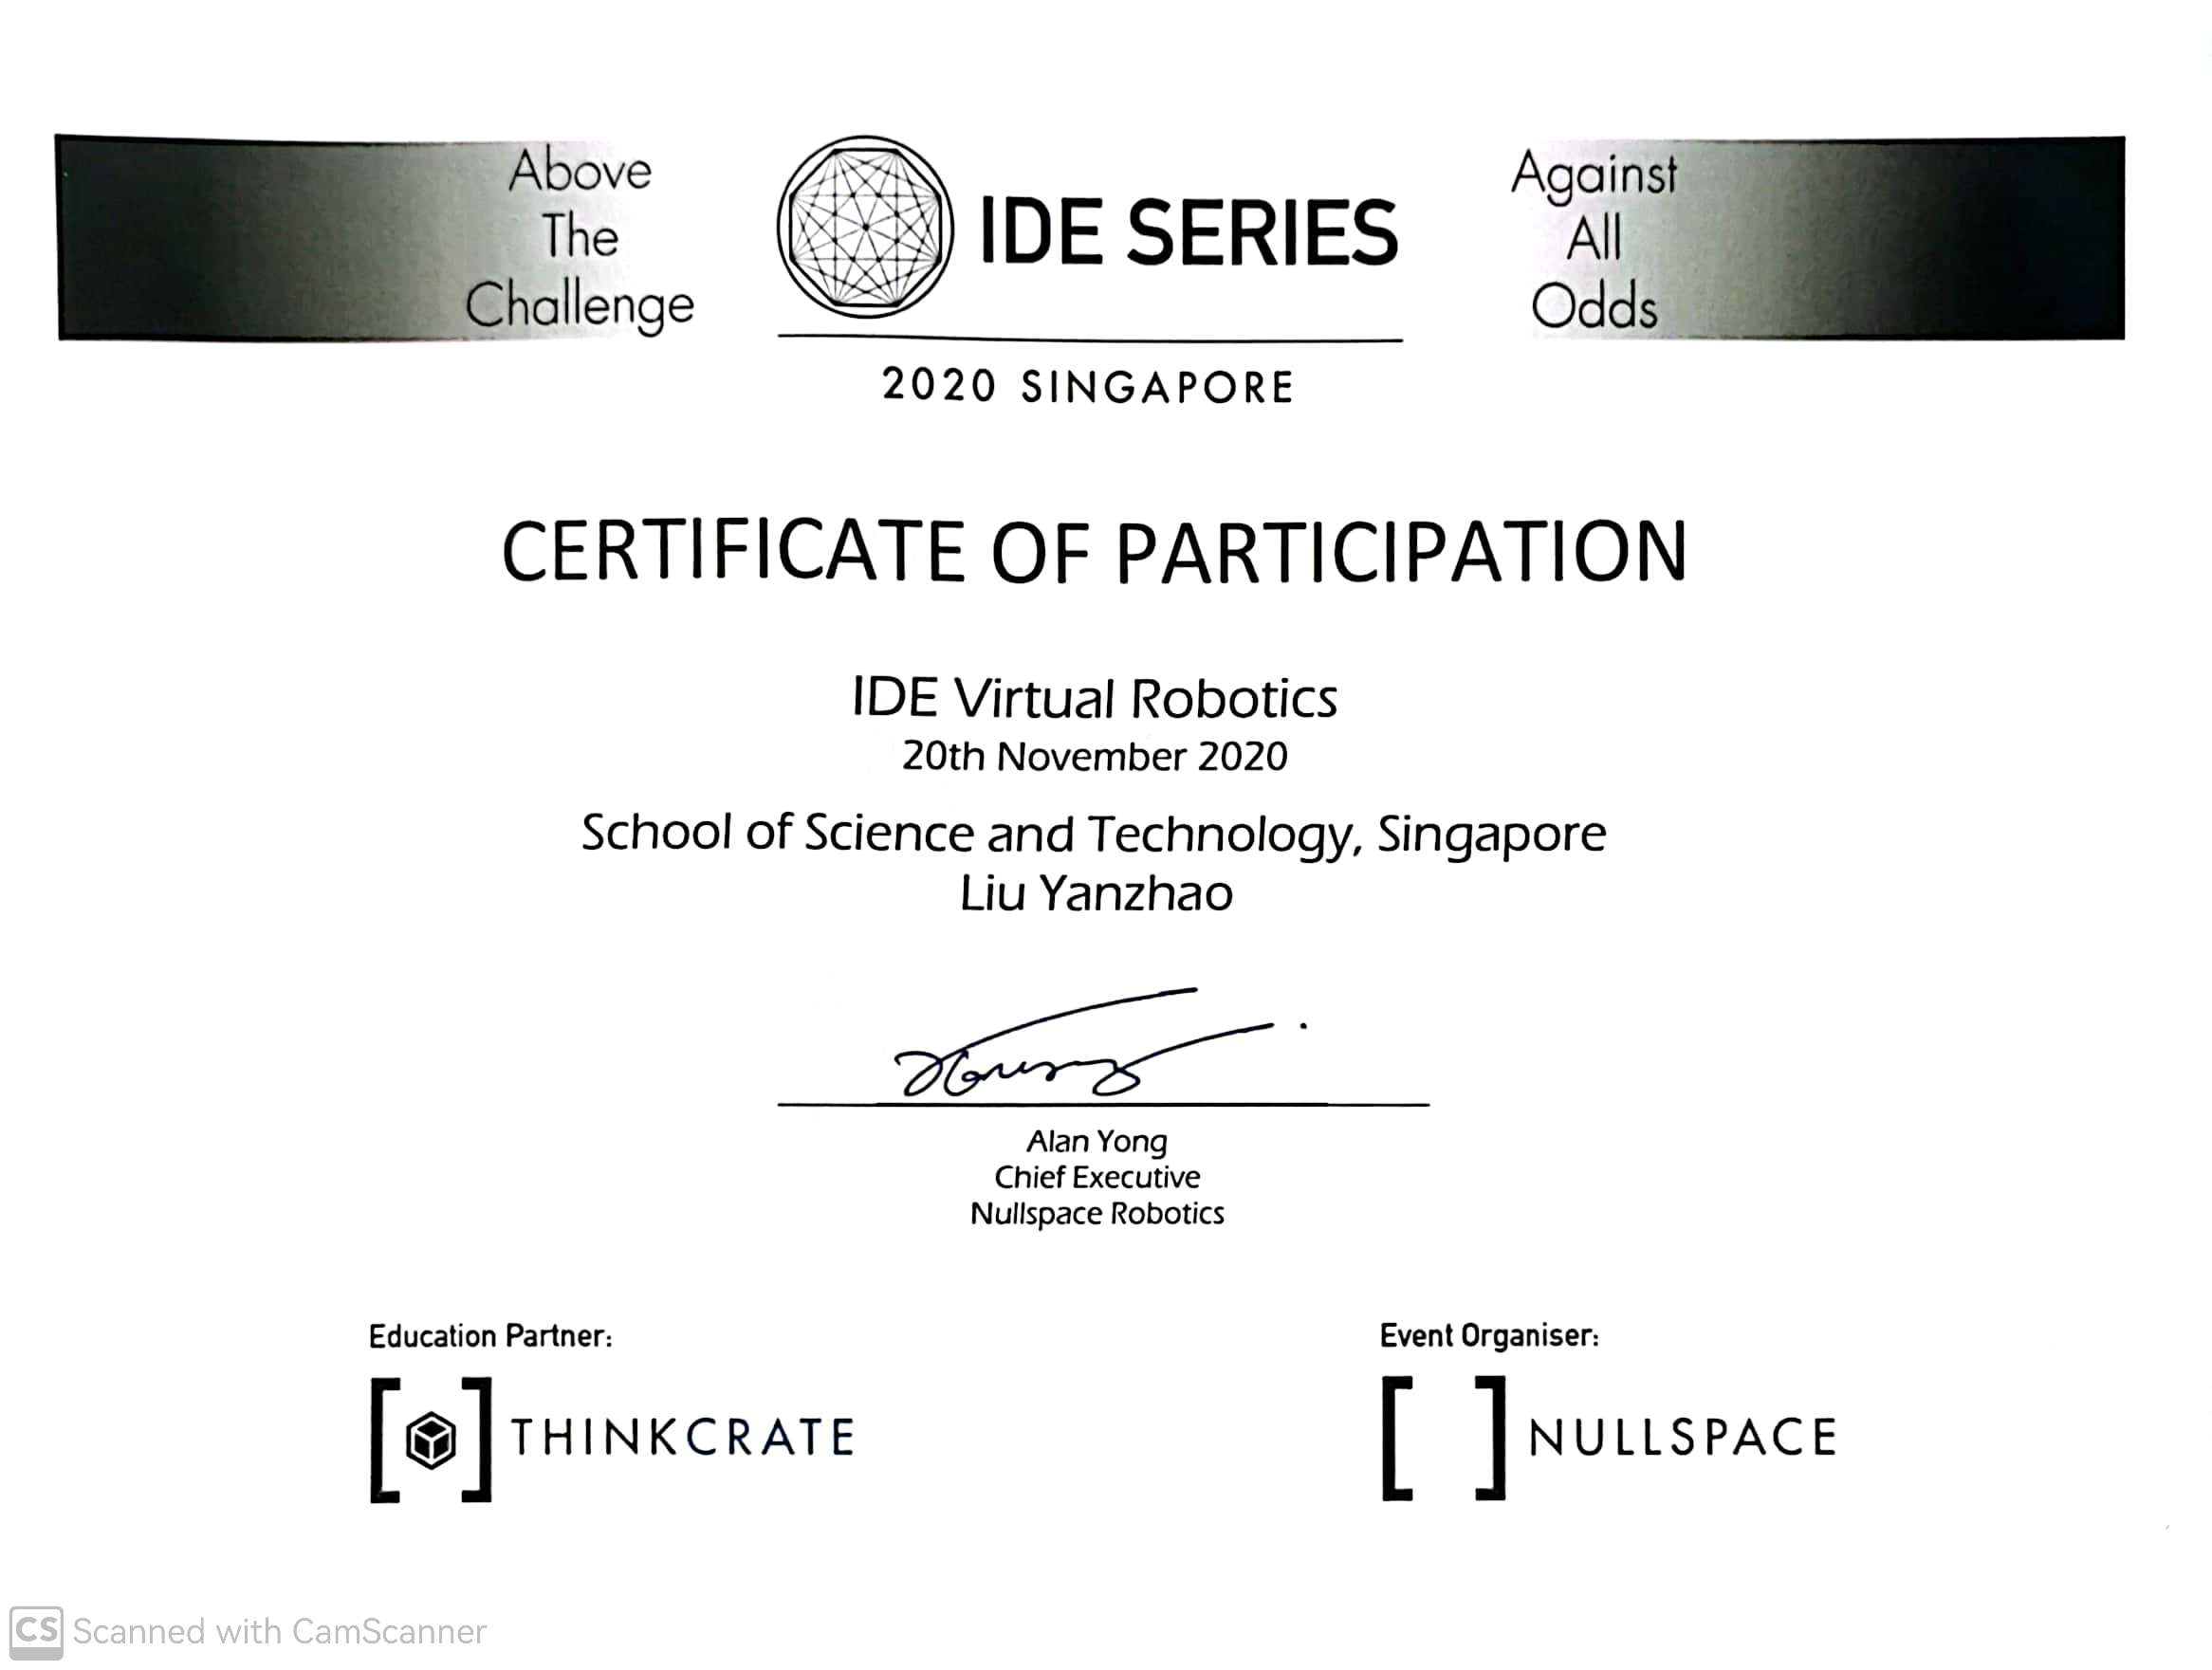 Above
The
Challenge
IDE SERIES
2020 SINGAPORE
Against
All
Odds
CERTIFICATE OF PARTICIPATION
IDE Virtual Robotics
20th November 2020
School of Science and Technology, Singapore
Liu Yanzhao
Alan Yong
Chief Executive
Nullspace Robotics
Education Partner:
[ ] THINKCRATE
Event Organiser:
[ ] NULLSPACE
CS Scanned with CamScanner